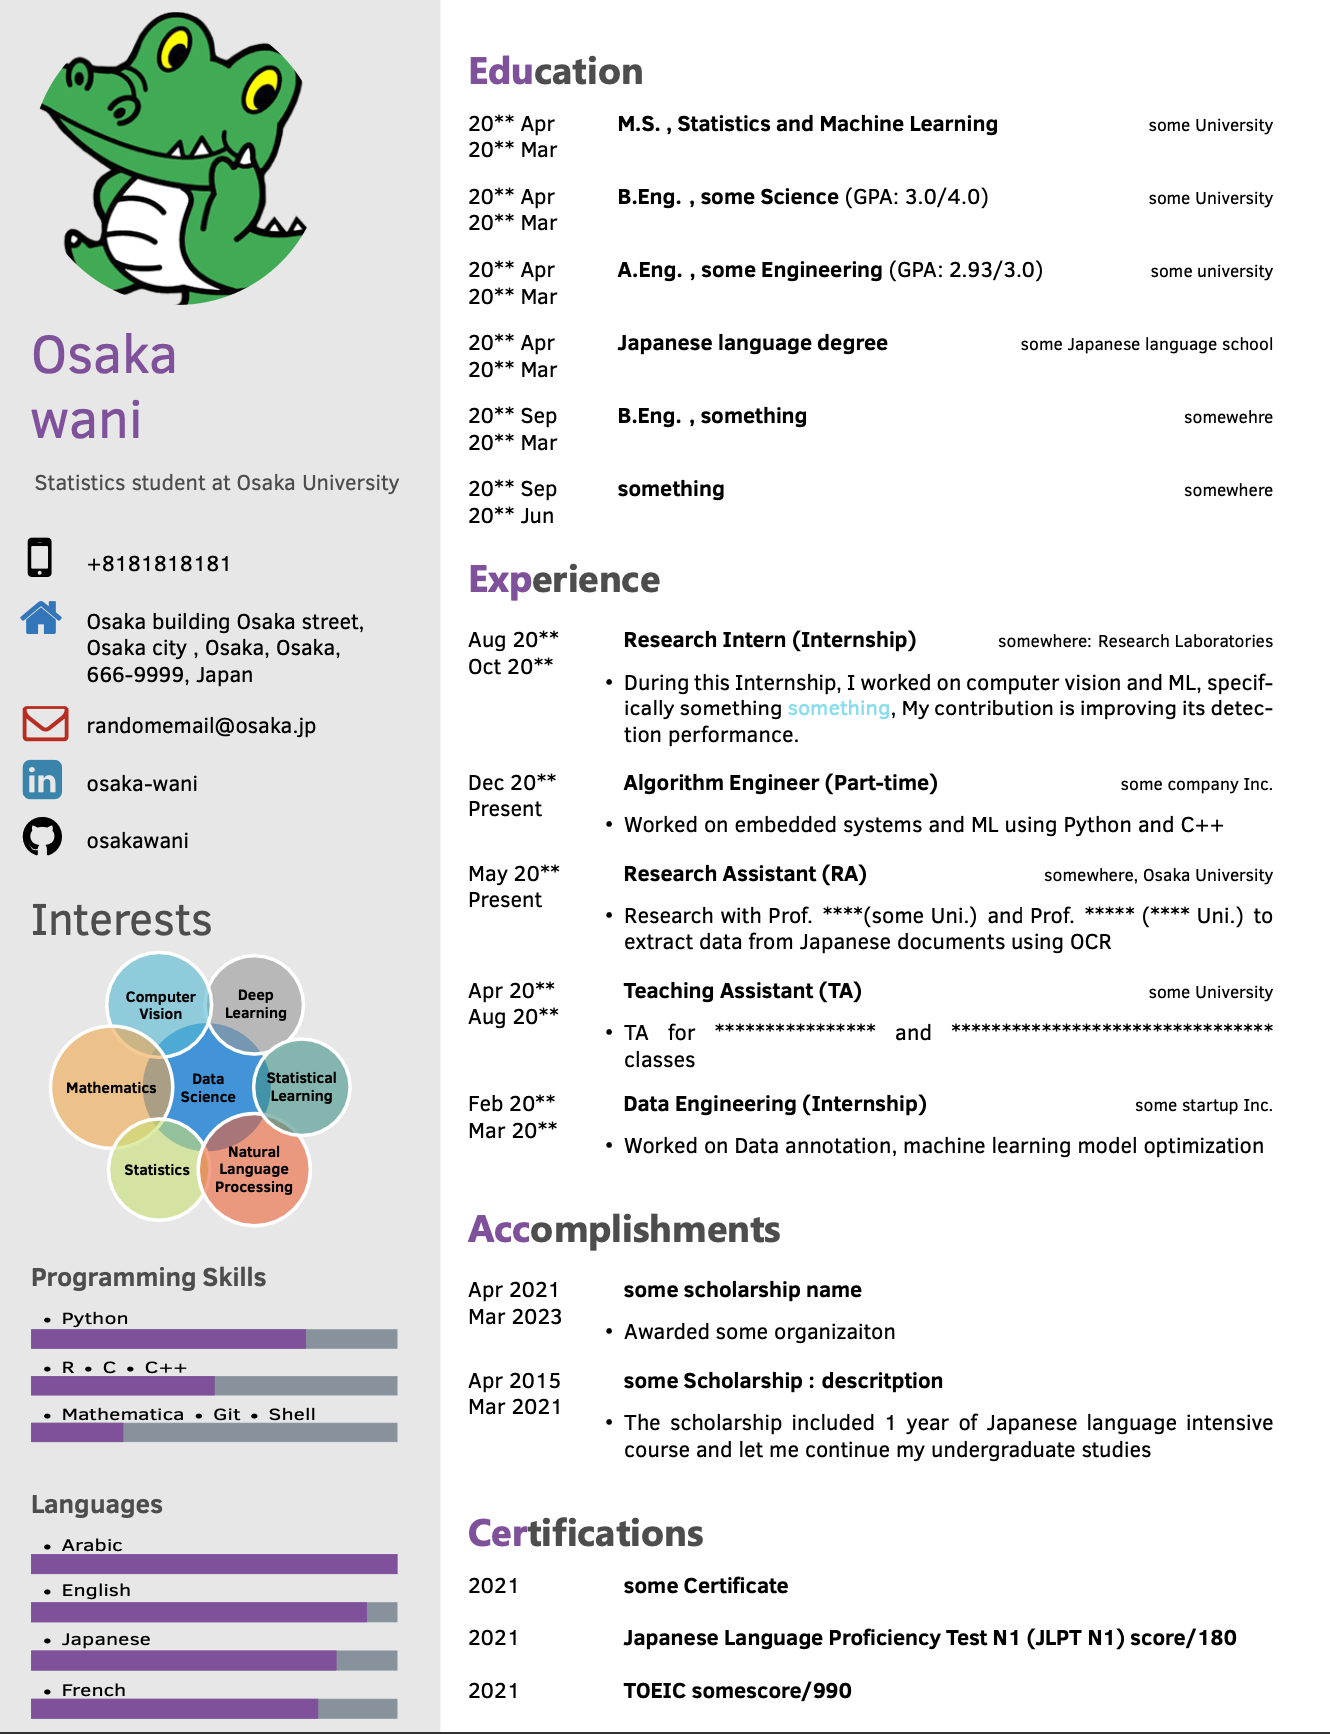 Osaka
wani
Statistics student at Osaka University
+8181818181
Osaka building Osaka street,
Osaka city , Osaka, Osaka,
666-9999, Japan
randomemail@osaka.jp
in
osaka-wani
osakawani
Interests
Computer
Vision
Deep
Learning
Mathematics
Data
Science
Statistical
Learning
Statistics
Natural
Language
Processing
Programming Skills
• Python
• R • C • C++
• Mathematica • Git • Shell
Languages
• Arabic
• English
• Japanese
• French
Education
20** Apr M.S. , Statistics and Machine Learning some University
20** Mar
20** Apr B.Eng. , some Science (GPA: 3.0/4.0) some University
20** Mar
20** Apr A.Eng. , some Engineering (GPA: 2.93/3.0) some university
20** Mar
20** Apr Japanese language degree some Japanese language school
20** Mar
20** Sep B.Eng. , something somewehre
20** Mar
20** Sep something somewhere
20** Jun
Experience
Aug 20** Research Intern (Internship) somewhere: Research Laboratories
Oct 20**
• During this Internship, I worked on computer vision and ML, specif-
ically something something, My contribution is improving its detec-
tion performance.
Dec 20** Algorithm Engineer (Part-time) some company Inc.
Present
• Worked on embedded systems and ML using Python and C++
May 20** Research Assistant (RA) somewhere, Osaka University
Present
• Research with Prof. ****(some Uni.) and Prof. ***** (**** Uni.) to
extract data from Japanese documents using OCR
Apr 20** Teaching Assistant (TA) some University
Aug 20**
• TA for **************** and ********************************
classes
Feb 20** Data Engineering (Internship) some startup Inc.
Mar 20**
• Worked on Data annotation, machine learning model optimization
Accomplishments
Apr 2021 some scholarship name
Mar 2023
• Awarded some organizaiton
Apr 2015 some Scholarship : descritption
Mar 2021
• The scholarship included 1 year of Japanese language intensive
course and let me continue my undergraduate studies
Certifications
2021 some Certificate
2021 Japanese Language Proficiency Test N1 (JLPT N1) score/180
2021 TOEIC somescore/990